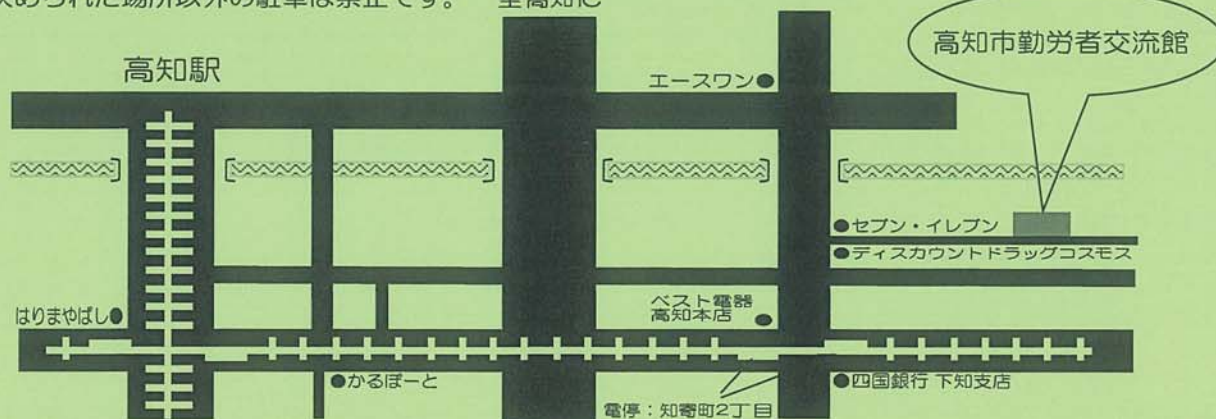 高知駅
エースワン
高知市勤労者交流館
セブン・イレブン
ディスカウントドラッグコスモス
はりまやばし
ベスト電器
高知本店
かるぽーと
四国銀行 下知支店
電停:知寄町2丁目